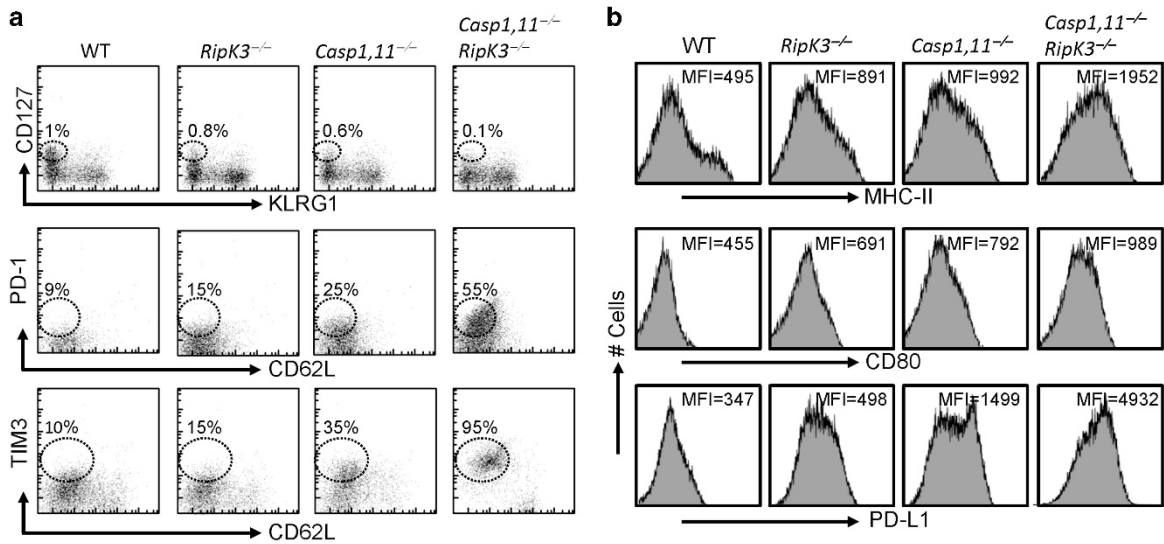 a
WT
RipK3−/−
Casp1,11−/−
Casp1,11−/−
RipK3−/−
CD127
1%
0.8%
0.6%
0.1%
KLRG1
PD-1
9%
15%
25%
55%
CD62L
TIM3
10%
15%
35%
95%
CD62L
b
WT
RipK3−/−
Casp1,11−/−
Casp1,11−/−
RipK3−/−
MFI=495
MFI=891
MFI=992
MFI=1952
MHC-II
MFI=455
MFI=691
MFI=792
MFI=989
CD80
# Cells
MFI=347
MFI=498
MFI=1499
MFI=4932
PD-L1